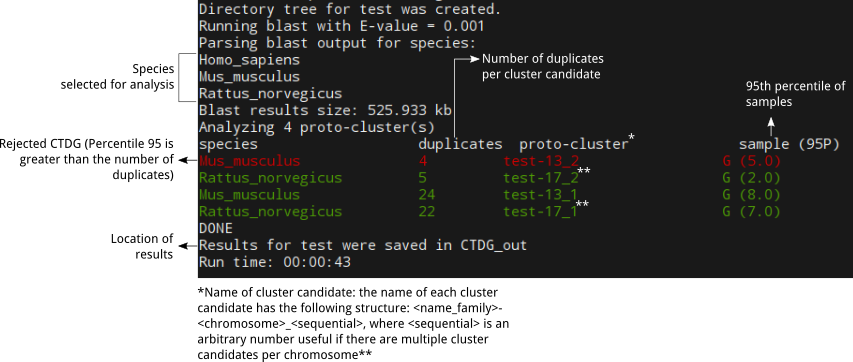 Directory tree for test was created.
Running blast with E-value = 0.001
Parsing blast output for species:
Homo_sapiens
Mus_musculus
Rattus_norvegicus
Blast results size: 525.933 kb
Analyzing 4 proto-cluster(s)
species duplicates proto-cluster* sample (95P)
Mus_musculus 4 test-13_2 G (5.0)
Rattus_norvegicus 5 test-17_2** G (2.0)
Mus_musculus 24 test-13_1 G (8.0)
Rattus_norvegicus 22 test-17_1** G (7.0)
DONE
Results for test were saved in CTDG_out
Run time: 00:00:43
Species
selected for analysis
Number of duplicates
per cluster candidate
95th percentile of
samples
Rejected CTDG (Percentile 95 is
greater than the number of
duplicates)
Location of
results
*Name of cluster candidate: the name of each cluster
candidate has the following structure: <name_family>-
<chromosome>_<sequential>, where <sequential> is an
arbitrary number useful if there are multiple cluster
candidates per chromosome**